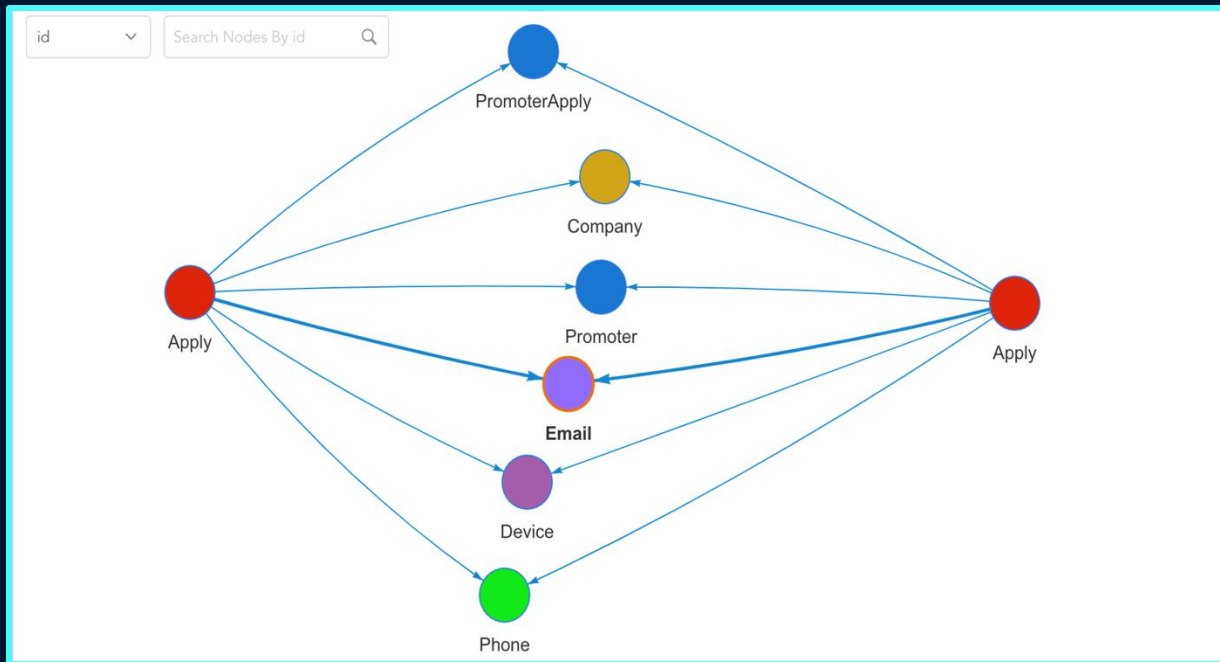 id
Search Nodes By id
PromoterApply
Company
Promoter
Apply
Apply
Email
Device
Phone